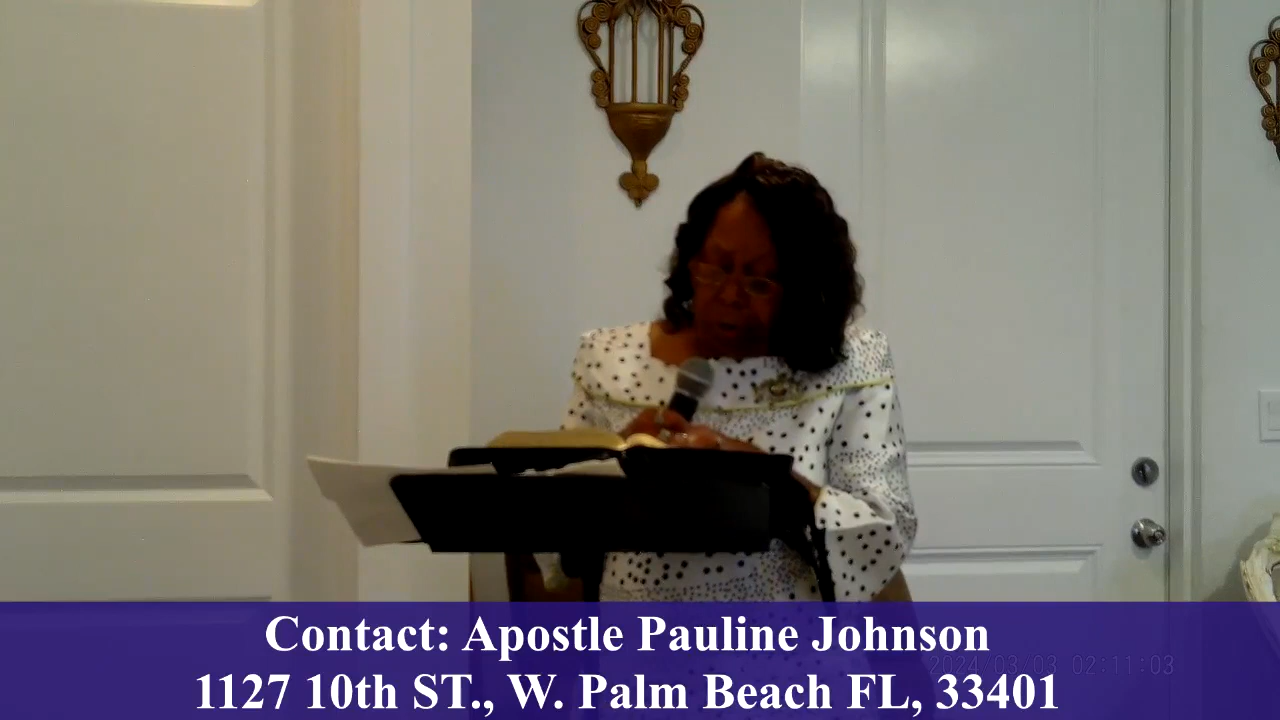 Contact: Apostle Pauline Johnson
2024/03/03 02:11:03
1127 10th ST., W. Palm Beach FL, 33401